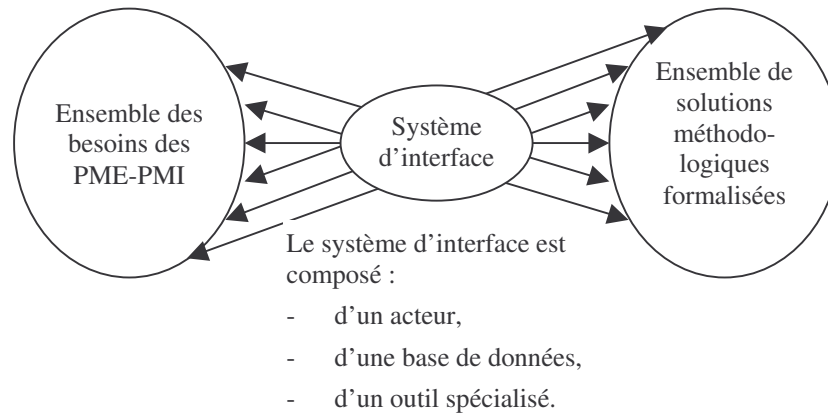 Ensemble des
besoins des
PME-PMI
Système
d'interface
Ensemble de
solutions
méthodo-
logiques
formalisées
Le système d'interface est
composé :
- d'un acteur,
- d'une base de données,
- d'un outil spécialisé.